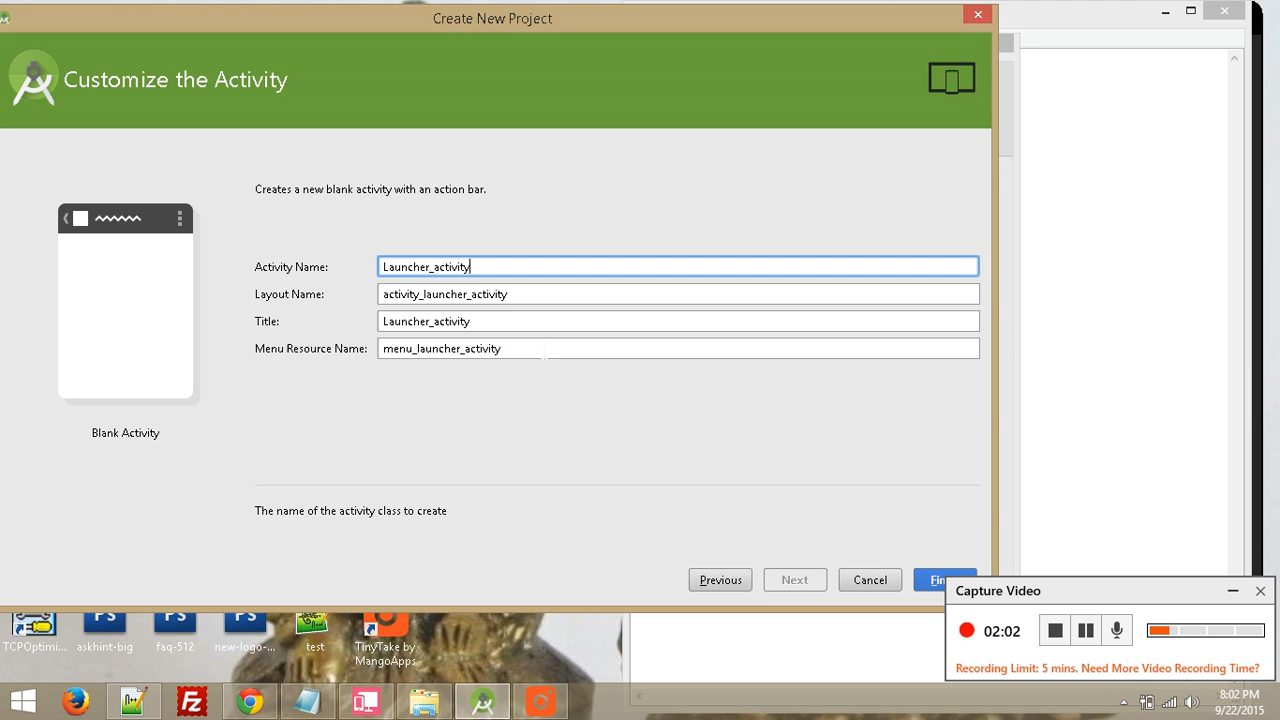 Create New Project
Customize the Activity
Creates a new blank activity with an action bar.
Activity Name:
Launcher_activity
Layout Name:
activity_launcher_activity
Title:
Launcher_activity
Menu Resource Name:
menu_launcher_activity
Blank Activity
The name of the activity class to create
Previous
Next
Cancel
Fin
Capture Video
02:02
Recording Limit: 5 mins. Need More Video Recording Time?
TCPOptimi...
askhint-big
faq-512
new-logo-...
test
TinyTake by
MangoApps
8:02 PM
9/22/2015